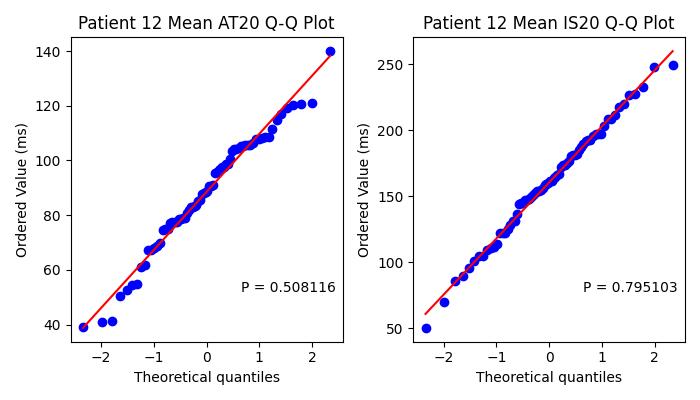 Patient 12 Mean AT20 Q-Q Plot
Ordered Value (ms)
140
120
100
80
60
40
P = 0.508116
−2
−1
0
1
2
Theoretical quantiles
Patient 12 Mean IS20 Q-Q Plot
Ordered Value (ms)
250
200
150
100
50
P = 0.795103
−2
−1
0
1
2
Theoretical quantiles